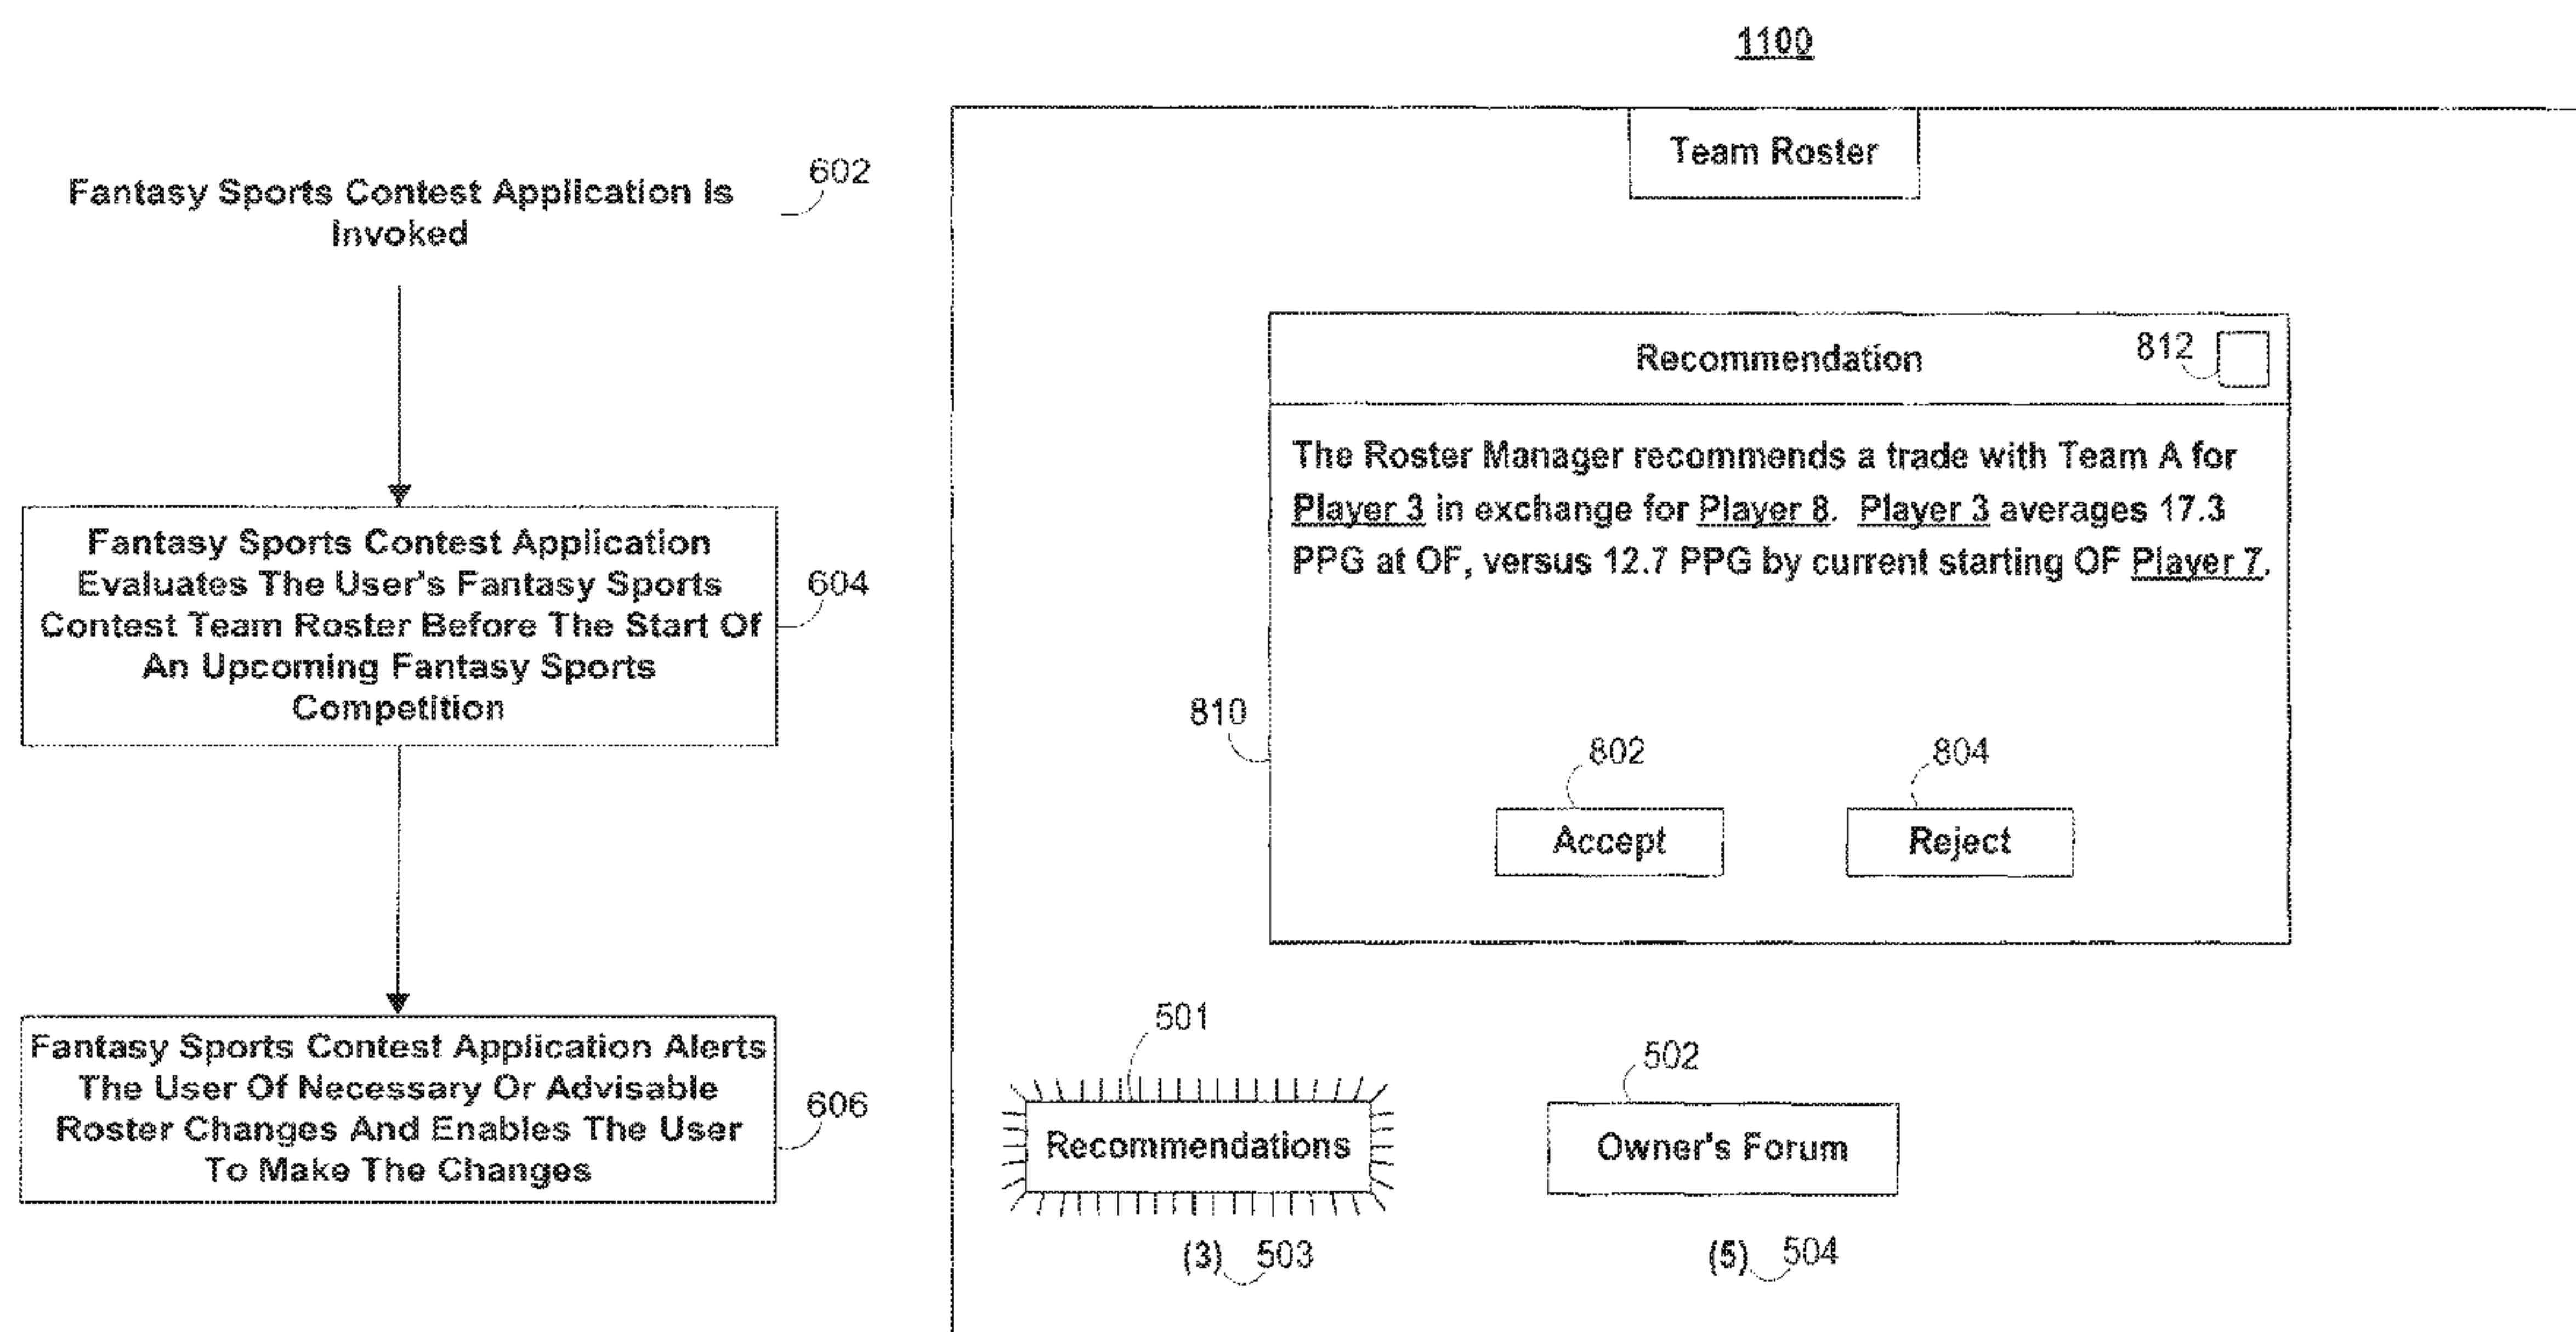 1100
602
Fantasy Sports Contest Application Is
Invoked
Fantasy Sports Contest Application
Evaluates The User's Fantasy Sports
Contest Team Roster Before The Start Of
An Upcoming Fantasy Sports
Competition
604
Fantasy Sports Contest Application Alerts
The User Of Necessary Or Advisable
Roster Changes And Enables The User
To Make The Changes
606
Team Roster
Recommendation
812
The Roster Manager recommends a trade with Team A for
Player 3 in exchange for Player 8. Player 3 averages 17.3
PPG at OF, versus 12.7 PPG by current starting OF Player 7.
810
802
804
Accept
Reject
501
502
Recommendations
Owner's Forum
(3) 503
(5) 504